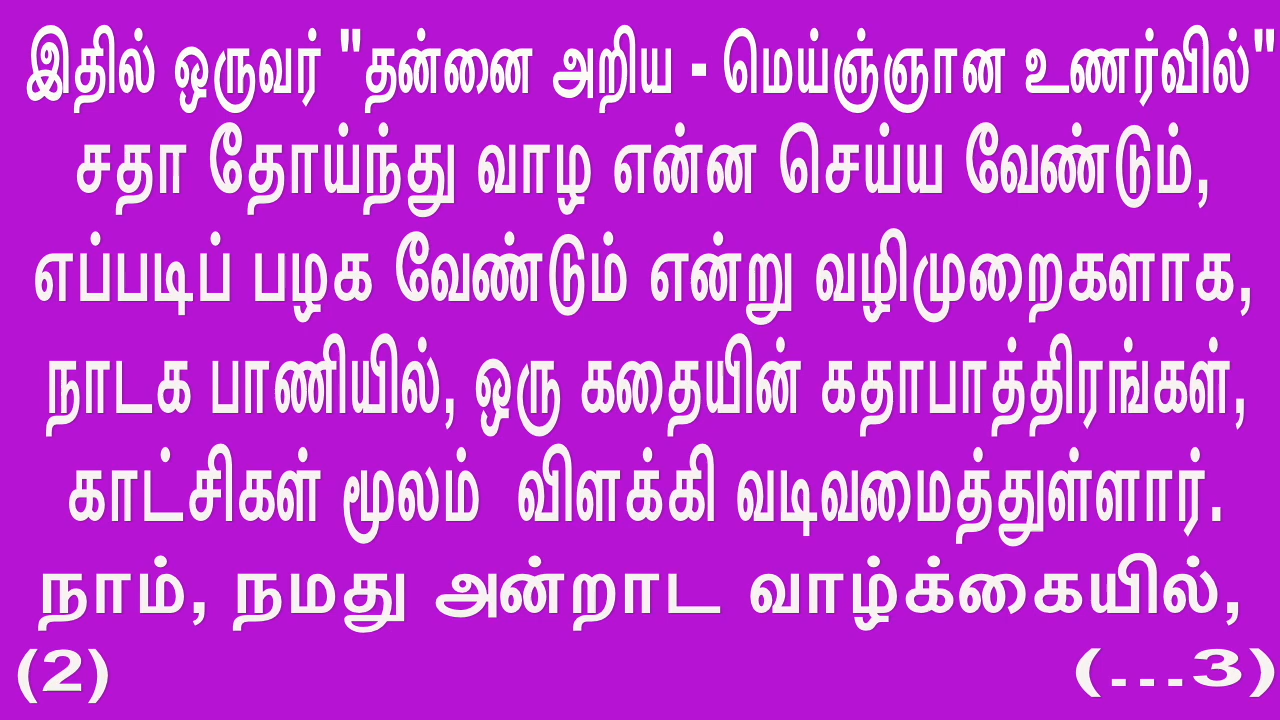 இதில் ஒருவர் "தன்னை அறிய - மெய்ஞ்ஞான உணர்வில்"
சதா தோய்ந்து வாழ என்ன செய்ய வேண்டும்,
எப்படிப் பழக வேண்டும் என்று வழிமுறைகளாக,
நாடக பாணியில், ஒரு கதையின் கதாபாத்திரங்கள்,
காட்சிகள் மூலம் விளக்கி வடிவமைத்துள்ளார்.
நாம், நமது அன்றாட வாழ்க்கையில்,
(2) (...3)